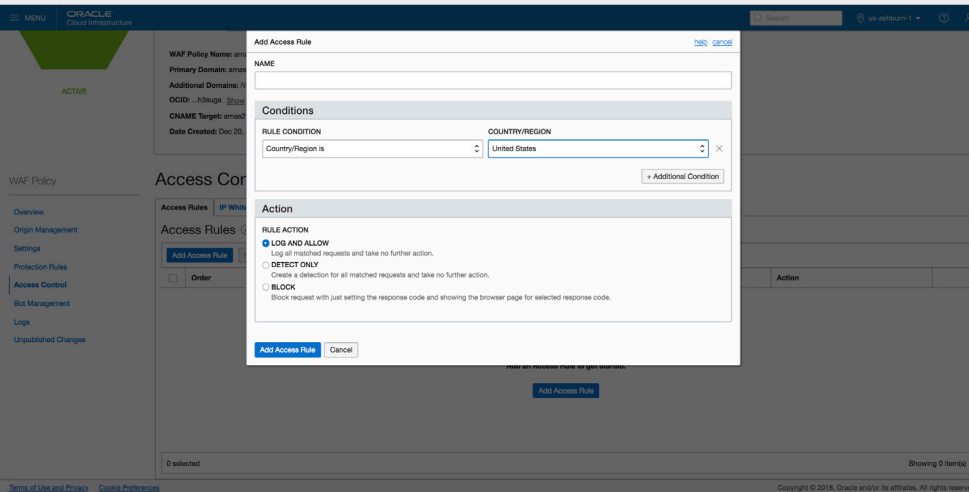 MENU
ORACLE
Cloud Infrastructure
Search
us-ashburn-1
ACTIVE
WAF Policy Name:
Primary Domain:
Additional Domains:
OCID: ...h3suga Show
CNAME Target:
Date Created: Dec 20,
Add Access Rule
help cancel
NAME
Conditions
RULE CONDITION COUNTRY/REGION
Country/Region is United States
+ Additional Condition
Action
RULE ACTION
LOG AND ALLOW
Log all matched requests and take no further action.
DETECT ONLY
Create a detection for all matched requests and take no further action.
BLOCK
Block request with just setting the response code and showing the browser page for selected response code.
Add Access Rule Cancel
WAF Policy
Overview
Origin Management
Settings
Protection Rules
Access Control
Bot Management
Logs
Unpublished Changes
Access Con
Access Rules IP White
Access Rules
Add Access Rule
Order Action
Add an Access Rule to get started.
Add Access Rule
0 selected Showing 0 item(s)
Terms of Use and Privacy Cookie Preferences Copyright © 2018, Oracle and/or its affiliates. All rights reserve